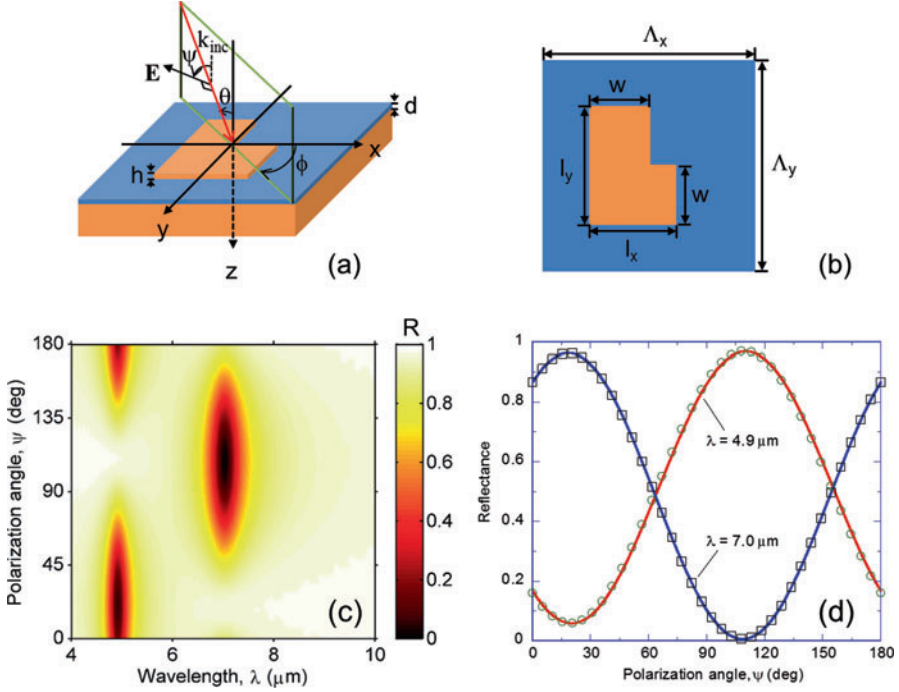 k_inc
ψ
E
θ
d
x
h
ϕ
y
z
(a)
Λx
w
ly
w
lx
Λy
(b)
R
180
135
90
45
0
Polarization angle, ψ (deg)
4
6
8
10
Wavelength, λ (μm)
(c)
1
0.8
0.6
0.4
0.2
0
1
0.8
0.6
0.4
0.2
0
Reflectance
λ = 4.9 μm
λ = 7.0 μm
(d)
0
30
60
90
120
150
180
Polarization angle, ψ (deg)